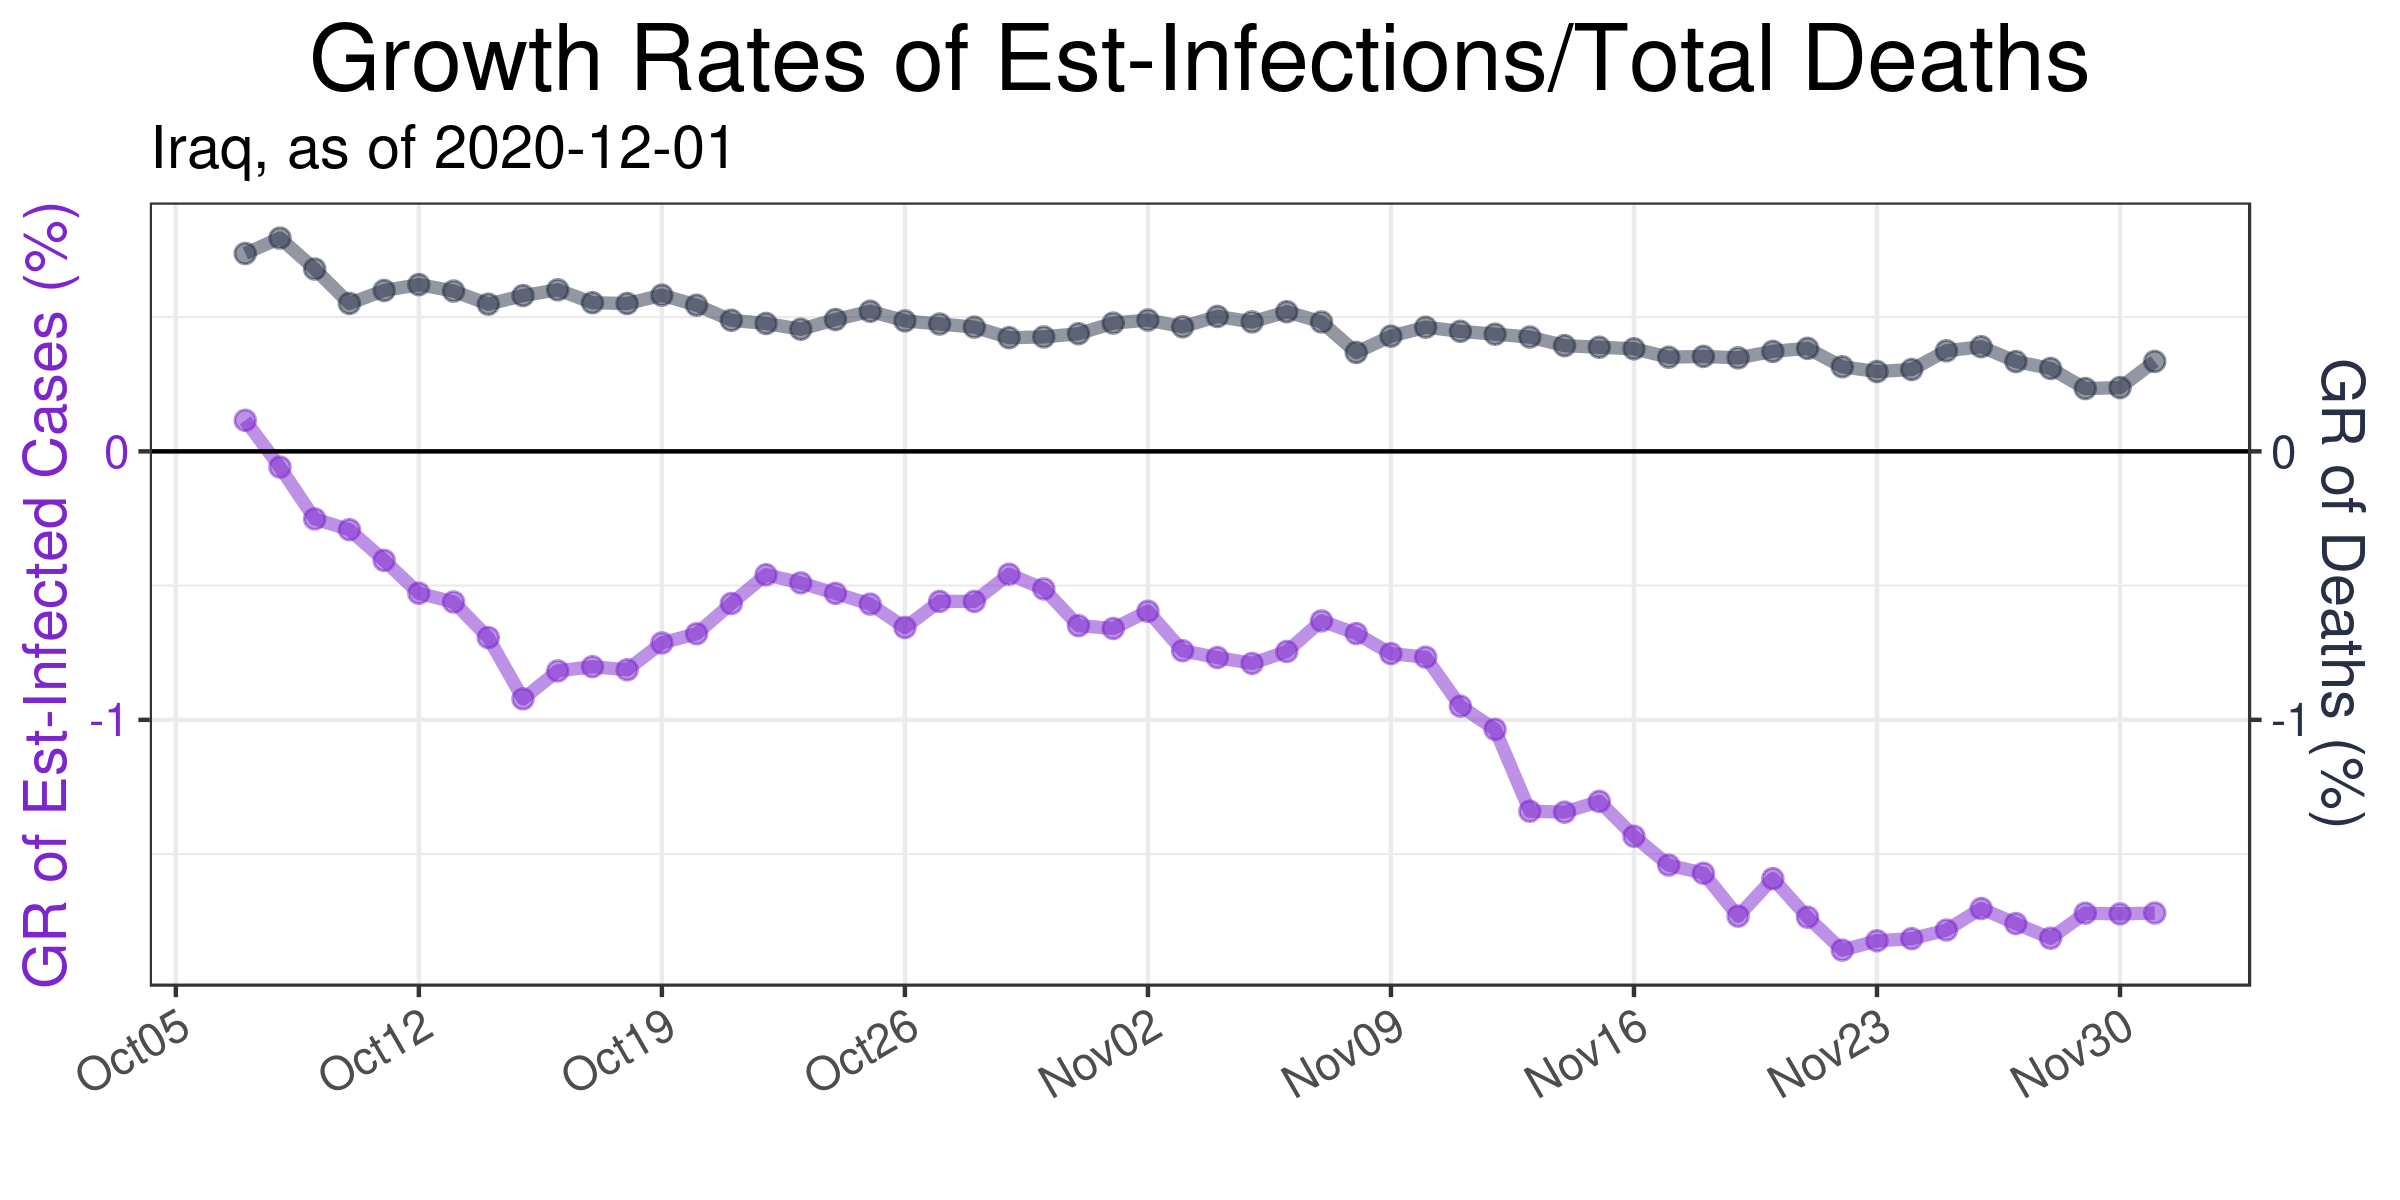 Growth Rates of Est-Infections/Total Deaths
Iraq, as of 2020-12-01
GR of Est-Infected Cases (%)
0
-1
0
-1
GR of Deaths (%)
Oct05
Oct12
Oct19
Oct26
Nov02
Nov09
Nov16
Nov23
Nov30